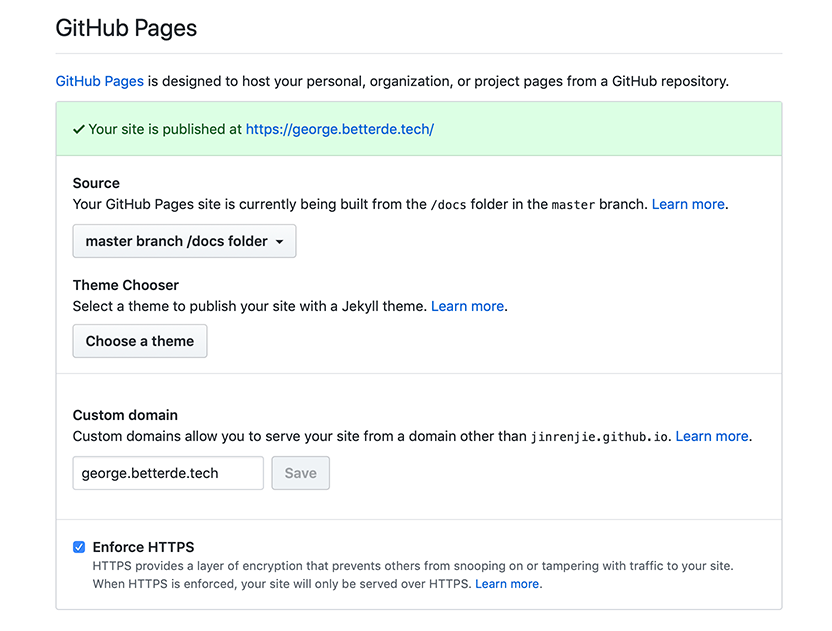 GitHub Pages
GitHub Pages is designed to host your personal, organization, or project pages from a GitHub repository.
✓ Your site is published at https://george.betterde.tech/
Source
Your GitHub Pages site is currently being built from the /docs folder in the master branch. Learn more.
master branch /docs folder
Theme Chooser
Select a theme to publish your site with a Jekyll theme. Learn more.
Choose a theme
Custom domain
Custom domains allow you to serve your site from a domain other than jinrenjie.github.io. Learn more.
george.betterde.tech Save
Enforce HTTPS
HTTPS provides a layer of encryption that prevents others from snooping on or tampering with traffic to your site.
When HTTPS is enforced, your site will only be served over HTTPS. Learn more.